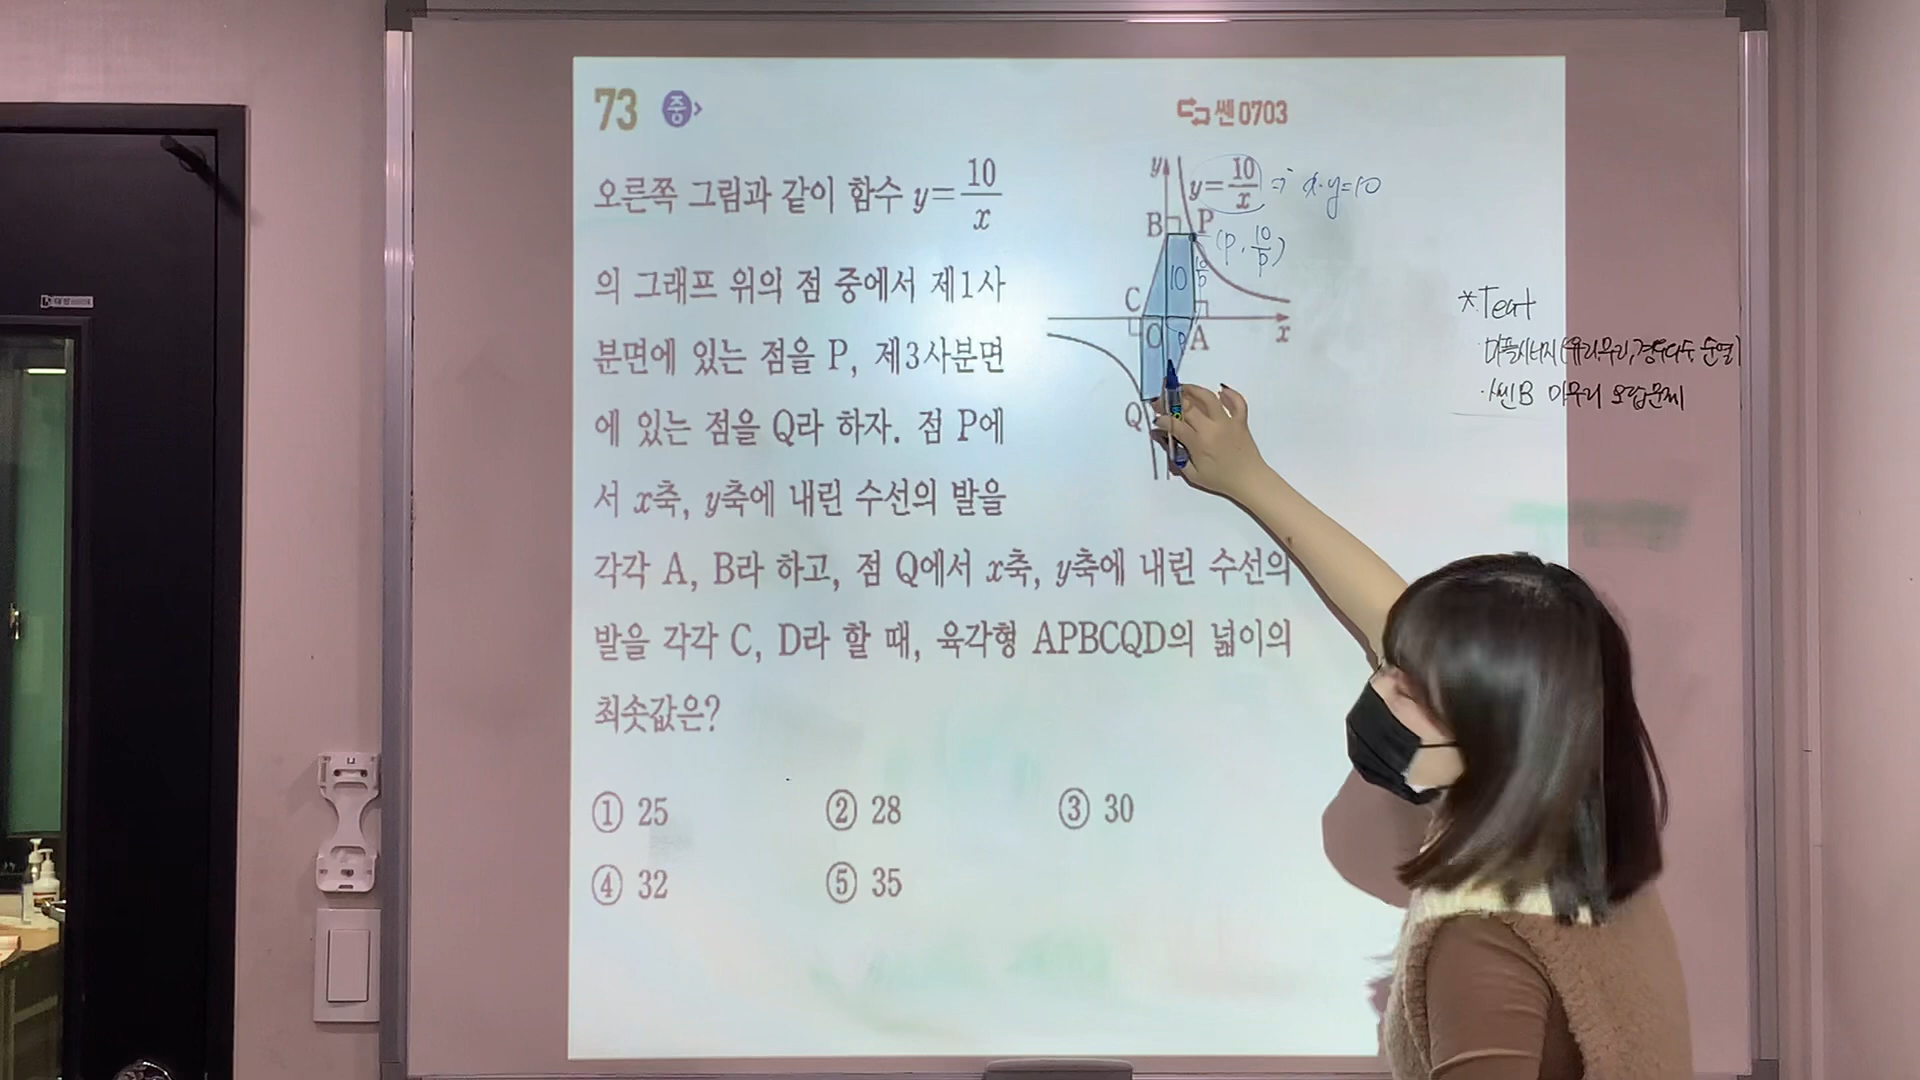 73 중
쎈 0703
오른쪽 그림과 같이 함수 y=10/x
의 그래프 위의 점 중에서 제1사
분면에 있는 점을 P, 제3사분면
에 있는 점을 Q라 하자. 점 P에
서 x축, y축에 내린 수선의 발을
각각 A, B라 하고, 점 Q에서 x축, y축에 내린 수선의
발을 각각 C, D라 할 때, 육각형 APBCQD의 넓이의
최솟값은?
① 25 ② 28 ③ 30
④ 32 ⑤ 35
y y=10/x ⇒ x·y=10
B P (p, 10/p)
10 10/p
C
O p A x
Q
*Test
·쎈B 마무리 오답문제